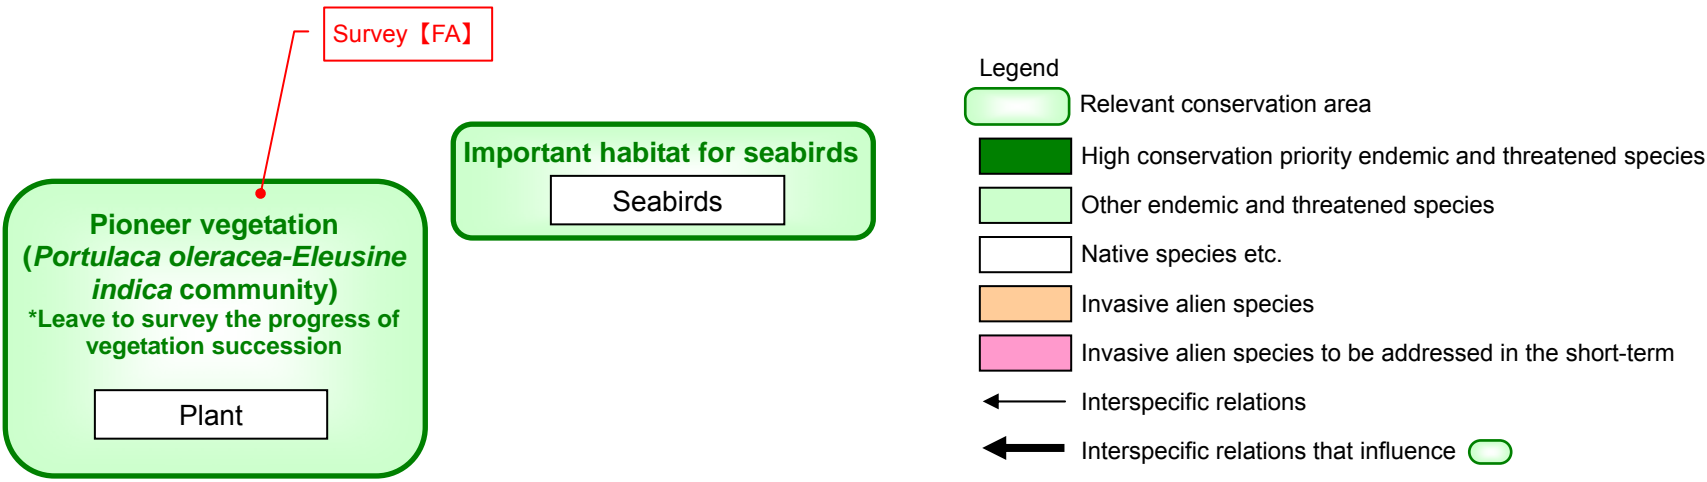 Survey【FA】
Important habitat for seabirds
Seabirds
Pioneer vegetation
(Portulaca oleracea-Eleusine
indica community)
*Leave to survey the progress of
vegetation succession
Plant
Legend
Relevant conservation area
High conservation priority endemic and threatened species
Other endemic and threatened species
Native species etc.
Invasive alien species
Invasive alien species to be addressed in the short-term
Interspecific relations
Interspecific relations that influence